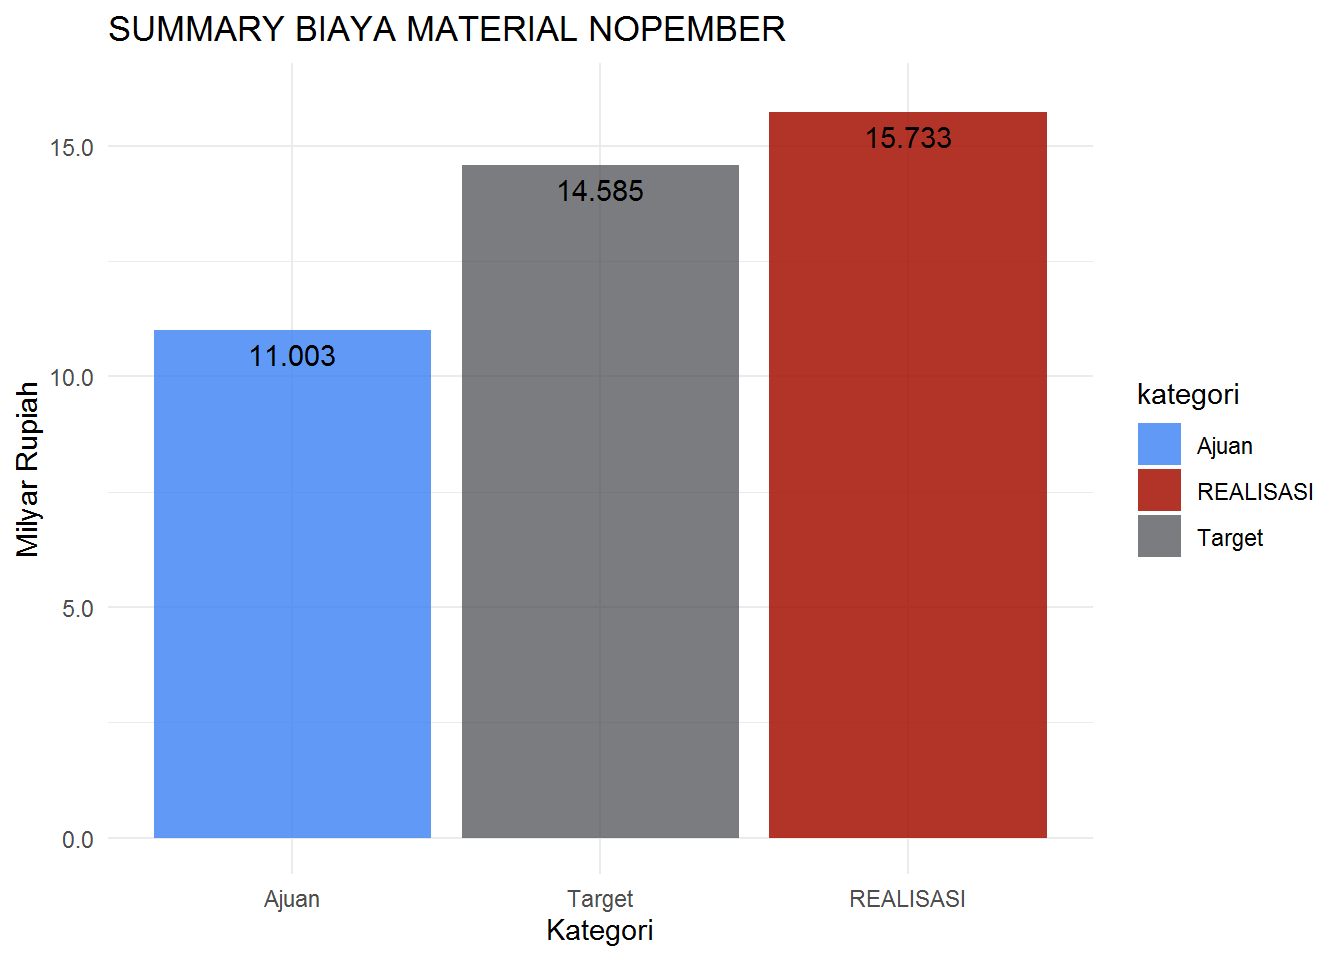 SUMMARY BIAYA MATERIAL NOPEMBER
Milyar Rupiah
15.0
10.0
5.0
0.0
11.003
14.585
15.733
Ajuan
Target
REALISASI
Kategori
kategori
Ajuan
REALISASI
Target